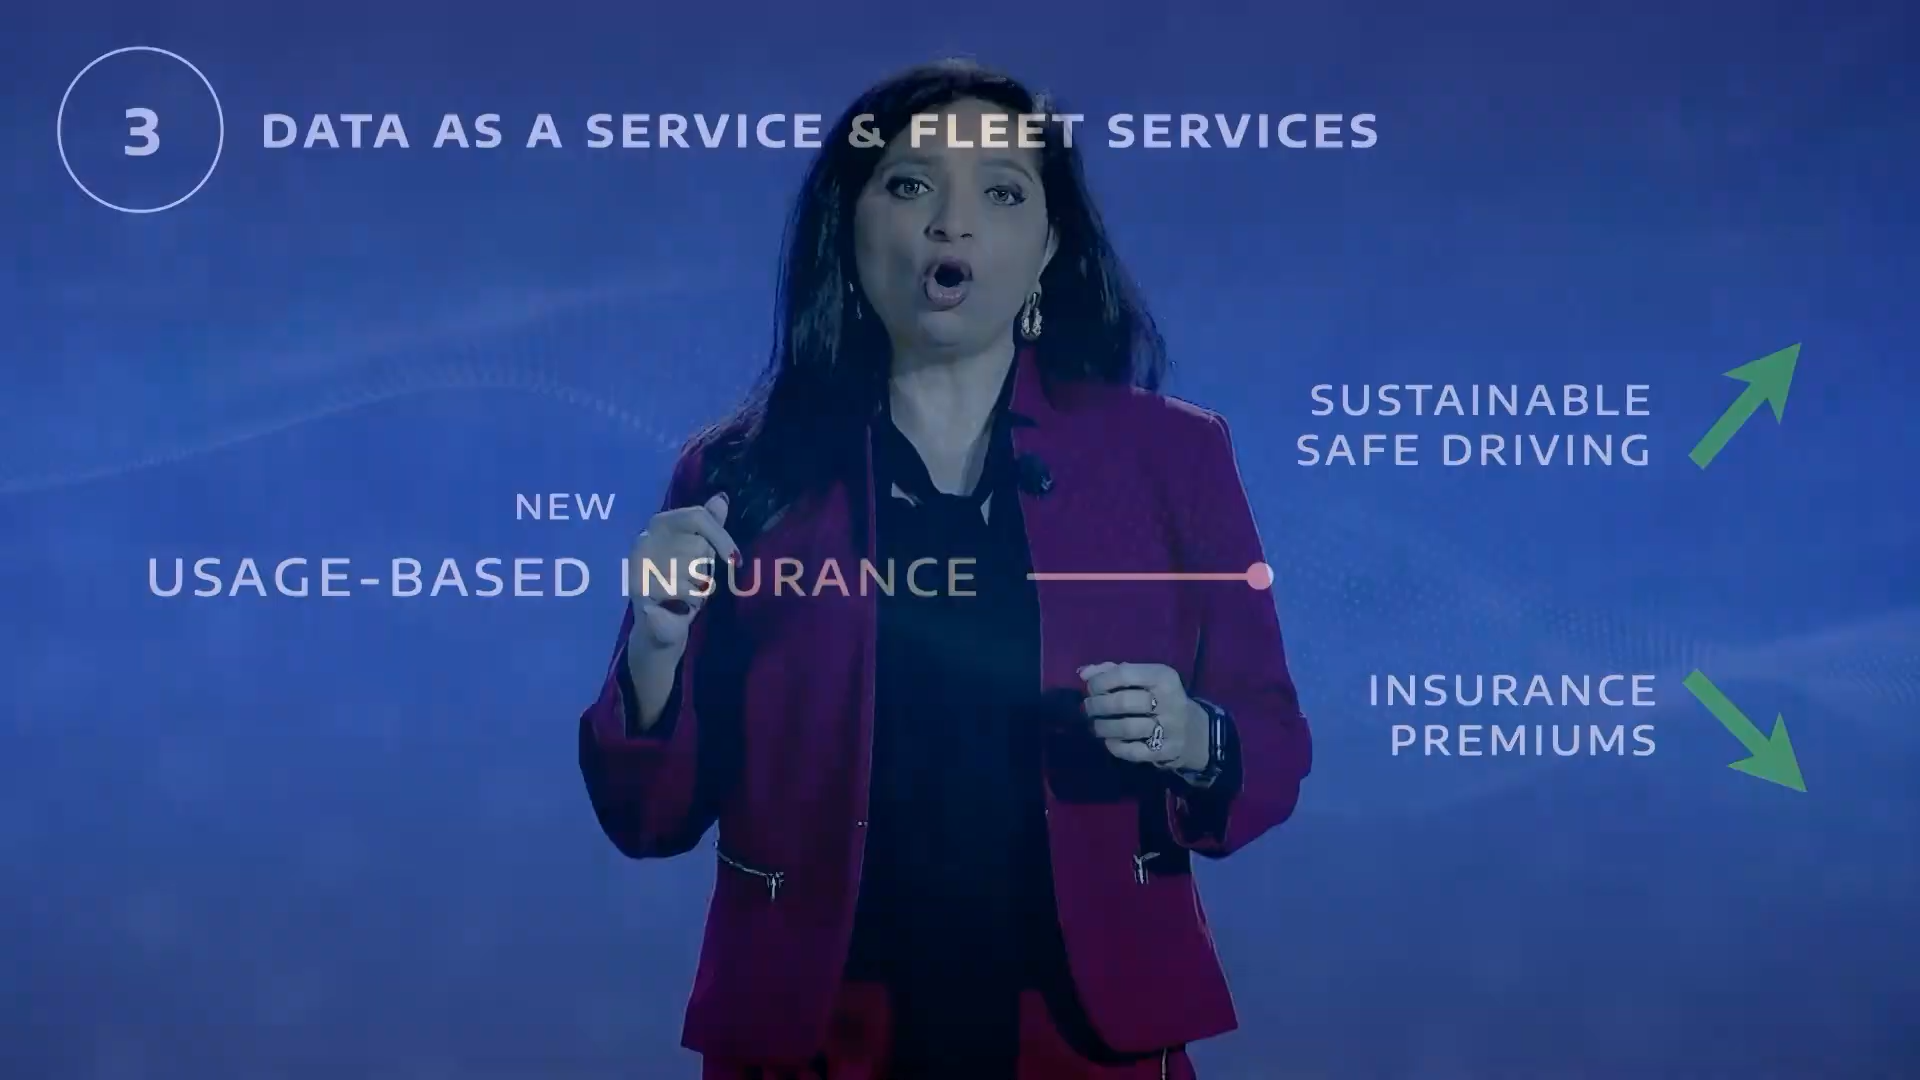 3
DATA AS A SERVICE & FLEET SERVICES
SUSTAINABLE
SAFE DRIVING
NEW
USAGE-BASED INSURANCE
INSURANCE
PREMIUMS